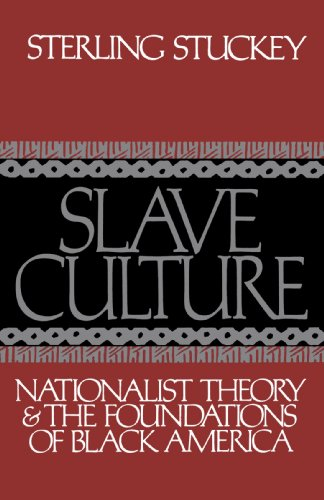 STERLING STUCKEY
SLAVE
CULTURE
NATIONALIST THEORY
& THE FOUNDATIONS
OF BLACK AMERICA